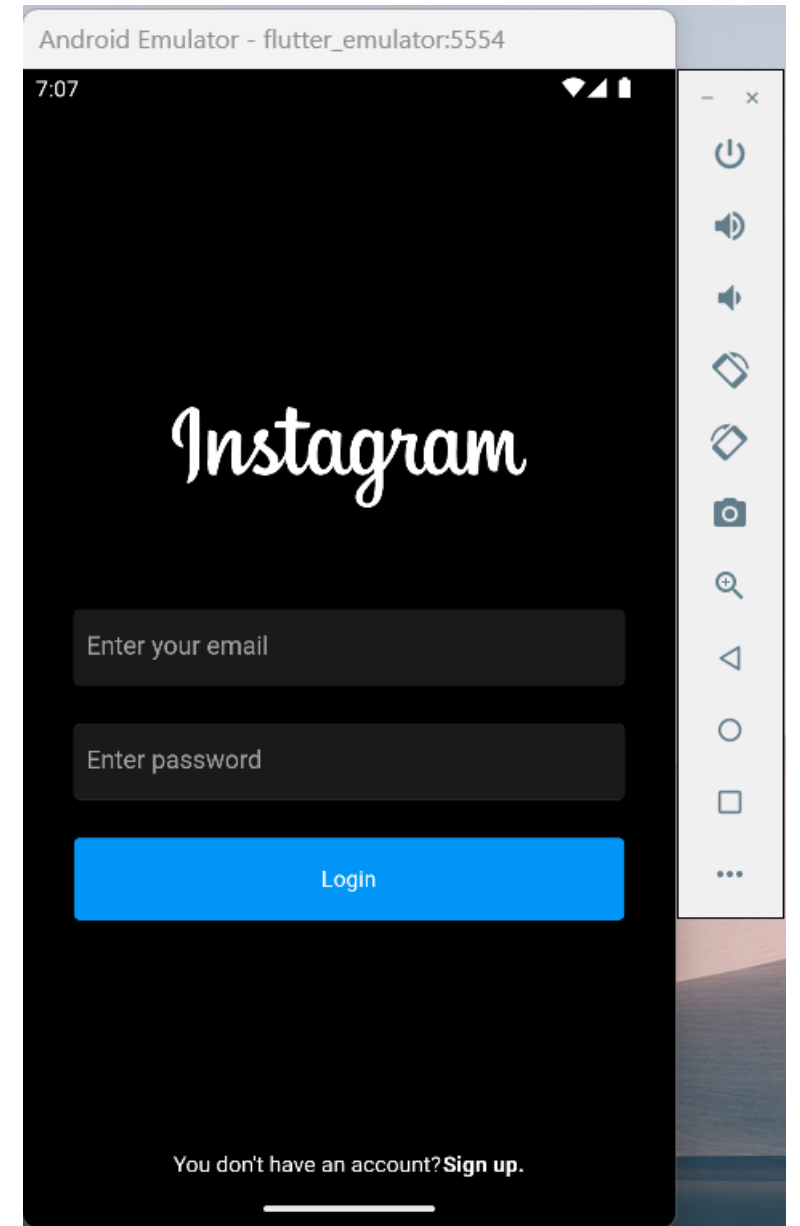 Android Emulator - flutter_emulator:5554
7:07
Instagram
Enter your email
Enter password
Login
You don't have an account?Sign up.